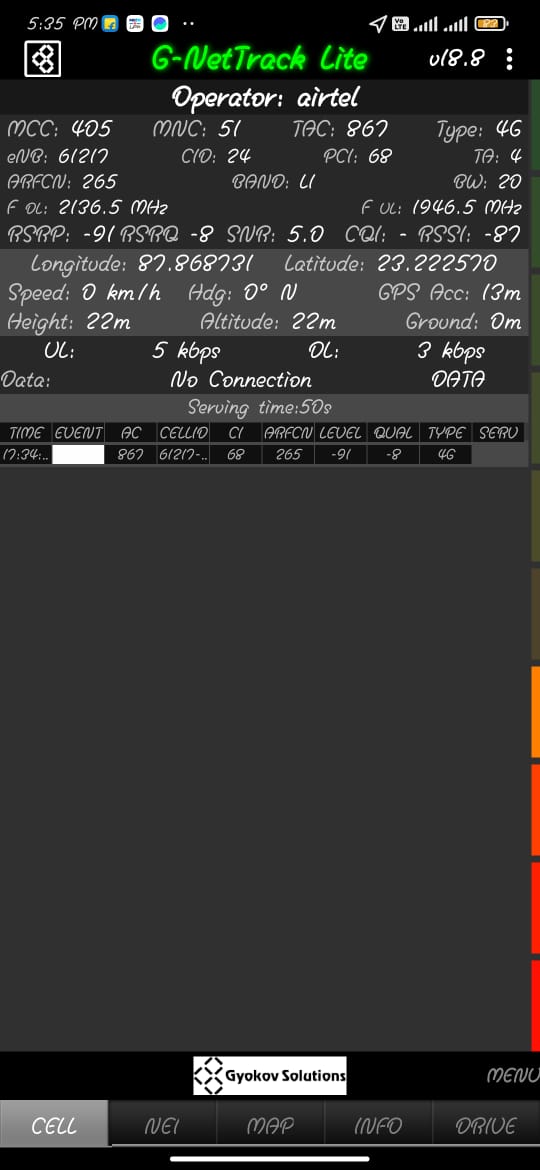 5:35 PM
G-NetTrack Lite v18.8
Operator: airtel
MCC: 405 MNC: 51 TAC: 867 Type: 4G
eNB: 61217 CID: 24 PCI: 68 TA: 4
ARFCN: 265 BAND: L1 BW: 20
F DL: 2136.5 MHz F UL: 1946.5 MHz
RSRP: -91 RSRQ -8 SNR: 5.0 CQI: - RSSI: -87
Longitude: 87.868731 Latitude: 23.222570
Speed: 0 km/h Hdg: 0° N GPS Acc: 13m
Height: 22m Altitude: 22m Ground: 0m
UL: 5 kbps DL: 3 kbps
Data: No Connection DATA
Serving time:50s
TIME EVENT AC CELLID CI ARFCN LEVEL QUAL TYPE SERV
17:34:.. 867 61217-.. 68 265 -91 -8 4G
Gyokov Solutions
MENU
CELL NEI MAP INFO DRIVE